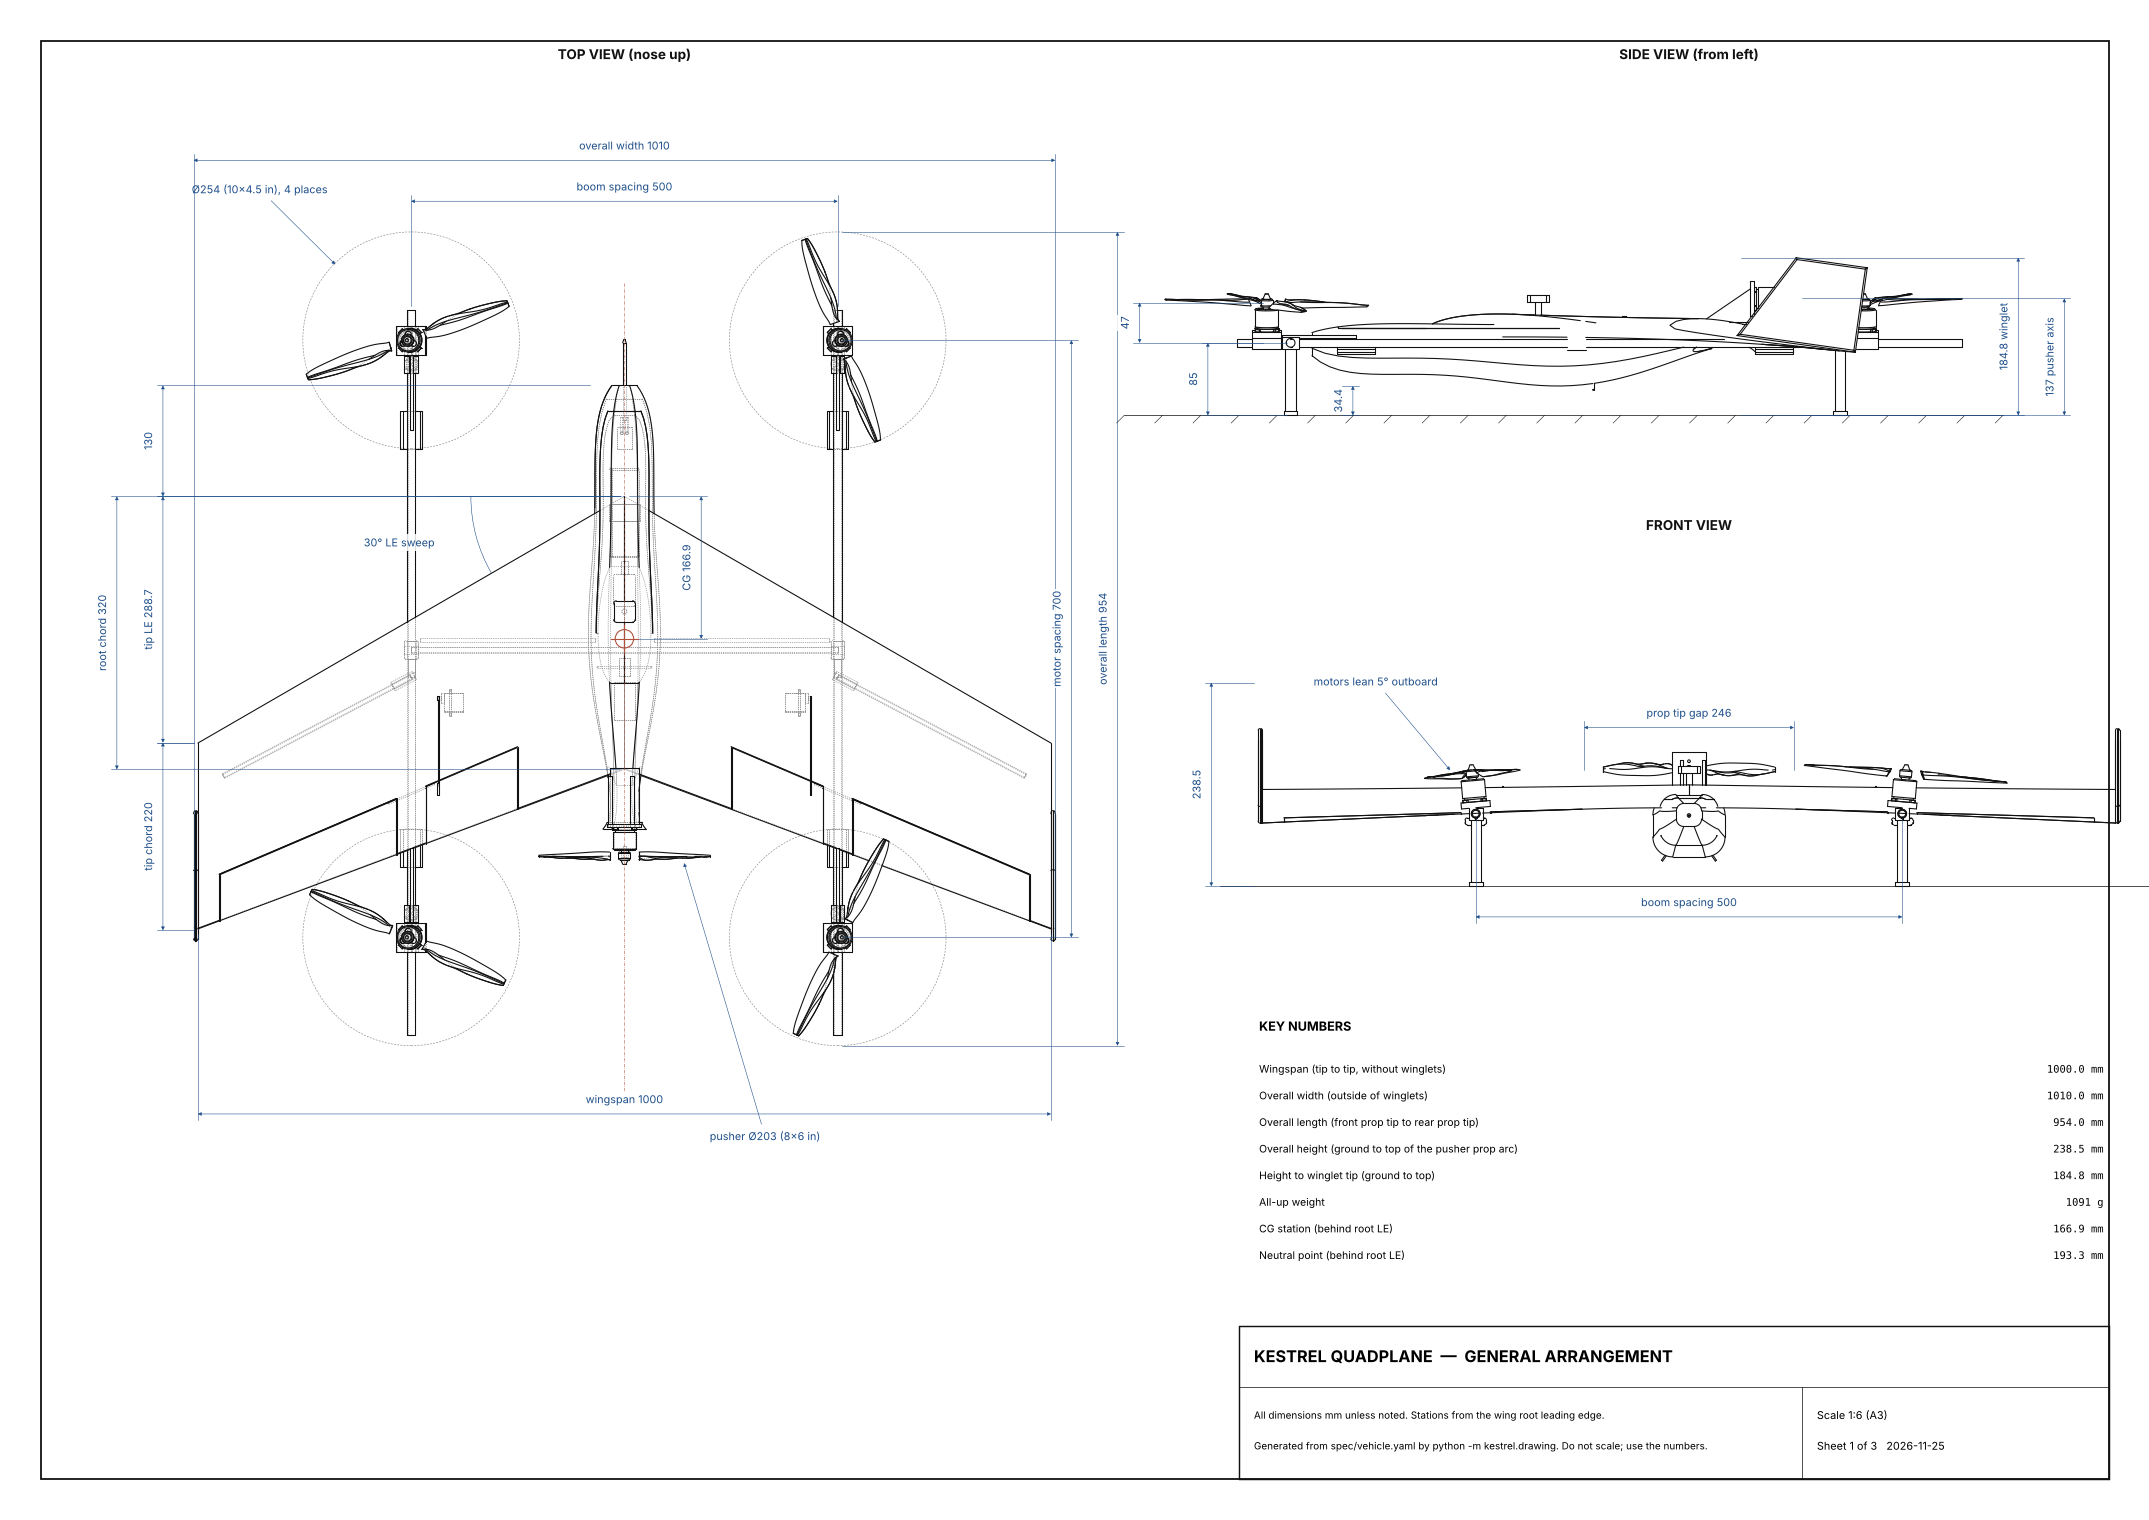 TOP VIEW (nose up)
SIDE VIEW (from left)
overall width 1010
boom spacing 500
Ø254 (10×4.5 in), 4 places
130
30° LE sweep
CG 166.9
root chord 320
tip LE 288.7
tip chord 220
motor spacing 700
overall length 954
wingspan 1000
pusher Ø203 (8×6 in)
47
85
34.4
184.8 winglet
137 pusher axis
FRONT VIEW
motors lean 5° outboard
prop tip gap 246
238.5
boom spacing 500
KEY NUMBERS
Wingspan (tip to tip, without winglets) 1000.0 mm
Overall width (outside of winglets) 1010.0 mm
Overall length (front prop tip to rear prop tip) 954.0 mm
Overall height (ground to top of the pusher prop arc) 238.5 mm
Height to winglet tip (ground to top) 184.8 mm
All-up weight 1091 g
CG station (behind root LE) 166.9 mm
Neutral point (behind root LE) 193.3 mm
KESTREL QUADPLANE — GENERAL ARRANGEMENT
All dimensions mm unless noted. Stations from the wing root leading edge.
Generated from spec/vehicle.yaml by python -m kestrel.drawing. Do not scale; use the numbers.
Scale 1:6 (A3)
Sheet 1 of 3 2026-11-25